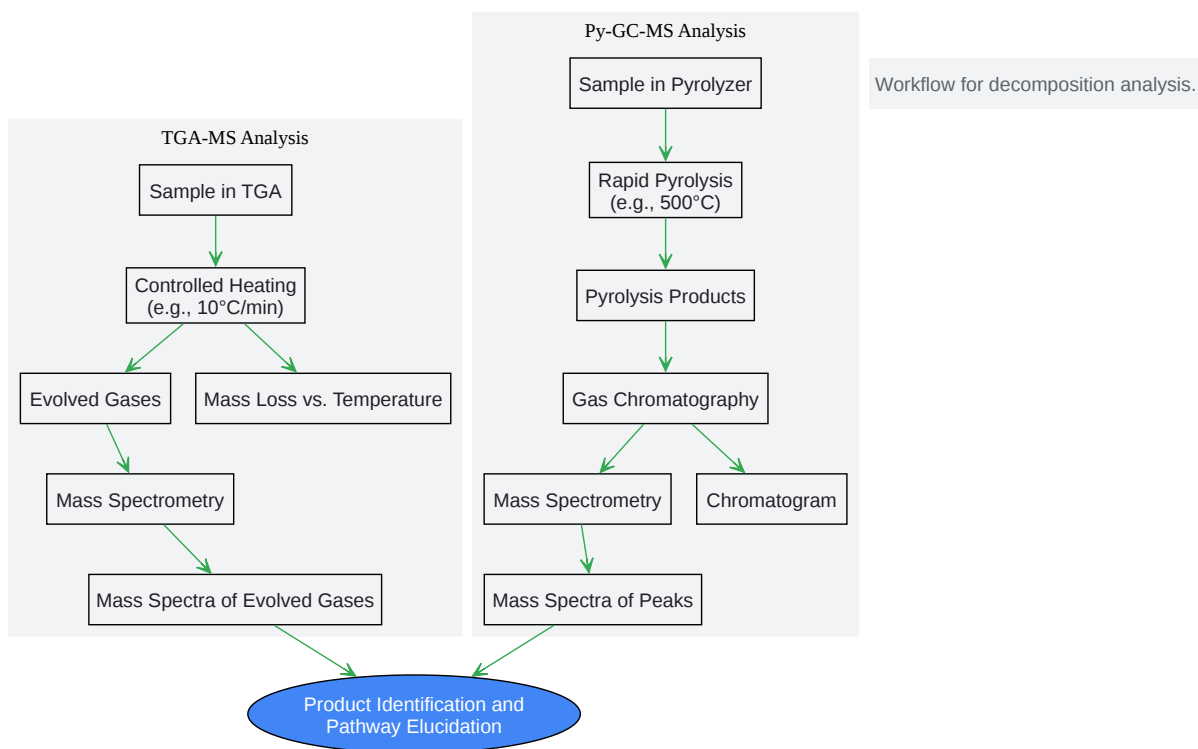 TGA-MS Analysis
Sample in TGA
Controlled Heating
(e.g., 10°C/min)
Evolved Gases
Mass Loss vs. Temperature
Mass Spectrometry
Mass Spectra of Evolved Gases
Py-GC-MS Analysis
Sample in Pyrolyzer
Rapid Pyrolysis
(e.g., 500°C)
Pyrolysis Products
Gas Chromatography
Mass Spectrometry
Chromatogram
Mass Spectra of Peaks
Product Identification and
Pathway Elucidation
Workflow for decomposition analysis.